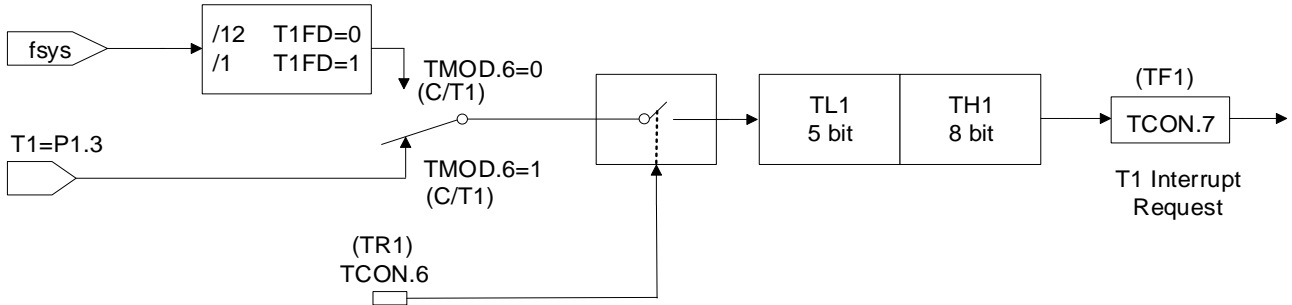 fsys
/12 T1FD=0
/1 T1FD=1
TMOD.6=0
(C/T1)
T1=P1.3
TMOD.6=1
(C/T1)
(TR1)
TCON.6
TL1
5 bit
TH1
8 bit
(TF1)
TCON.7
T1 Interrupt
Request